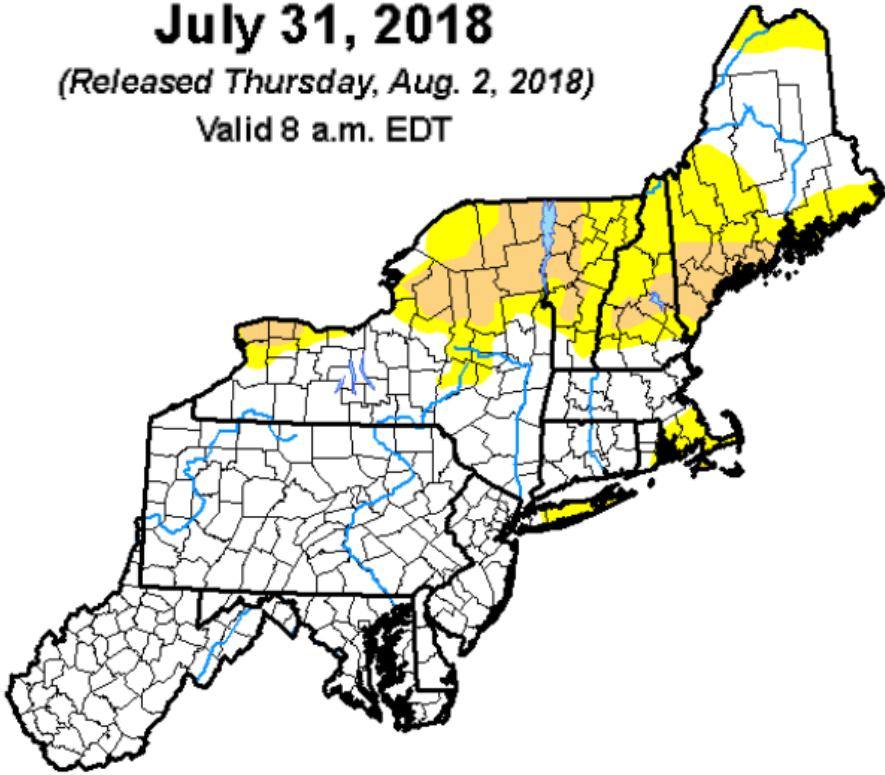 July 31, 2018
(Released Thursday, Aug. 2, 2018)
Valid 8 a.m. EDT